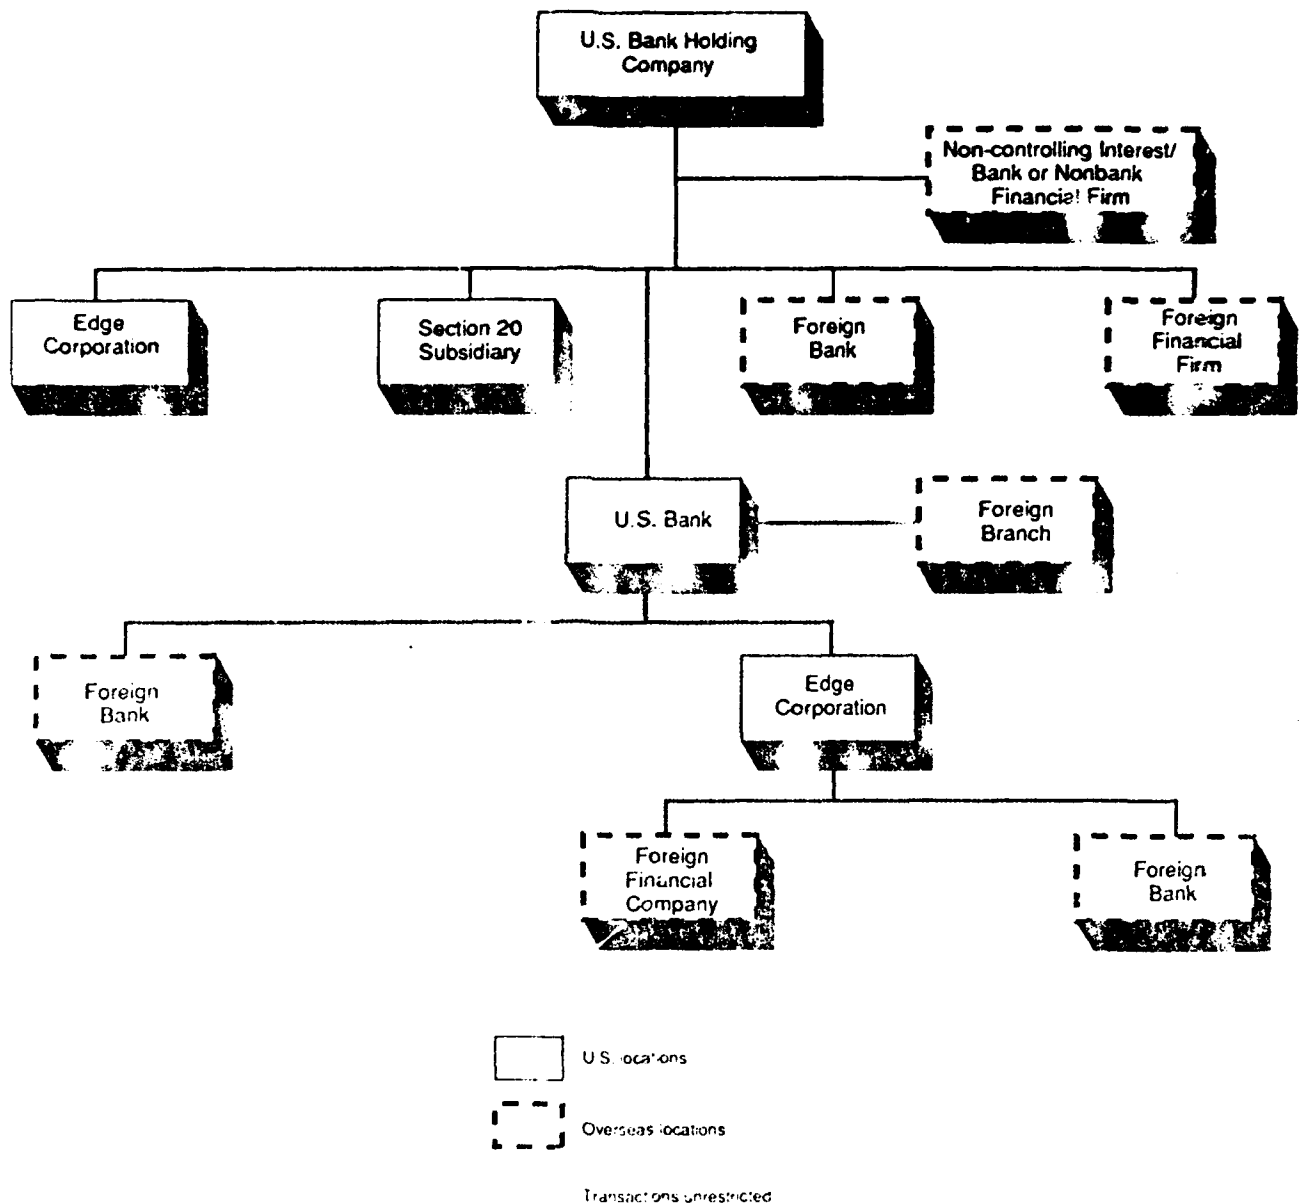 U.S. Bank Holding
Company
Non-controlling Interest/
Bank or Nonbank
Financial Firm
Edge
Corporation
Section 20
Subsidiary
Foreign
Bank
Foreign
Financial
Firm
U.S. Bank
Foreign
Branch
Foreign
Bank
Edge
Corporation
Foreign
Financial
Company
Foreign
Bank
U.S. locations
Overseas locations
Transactions unrestricted